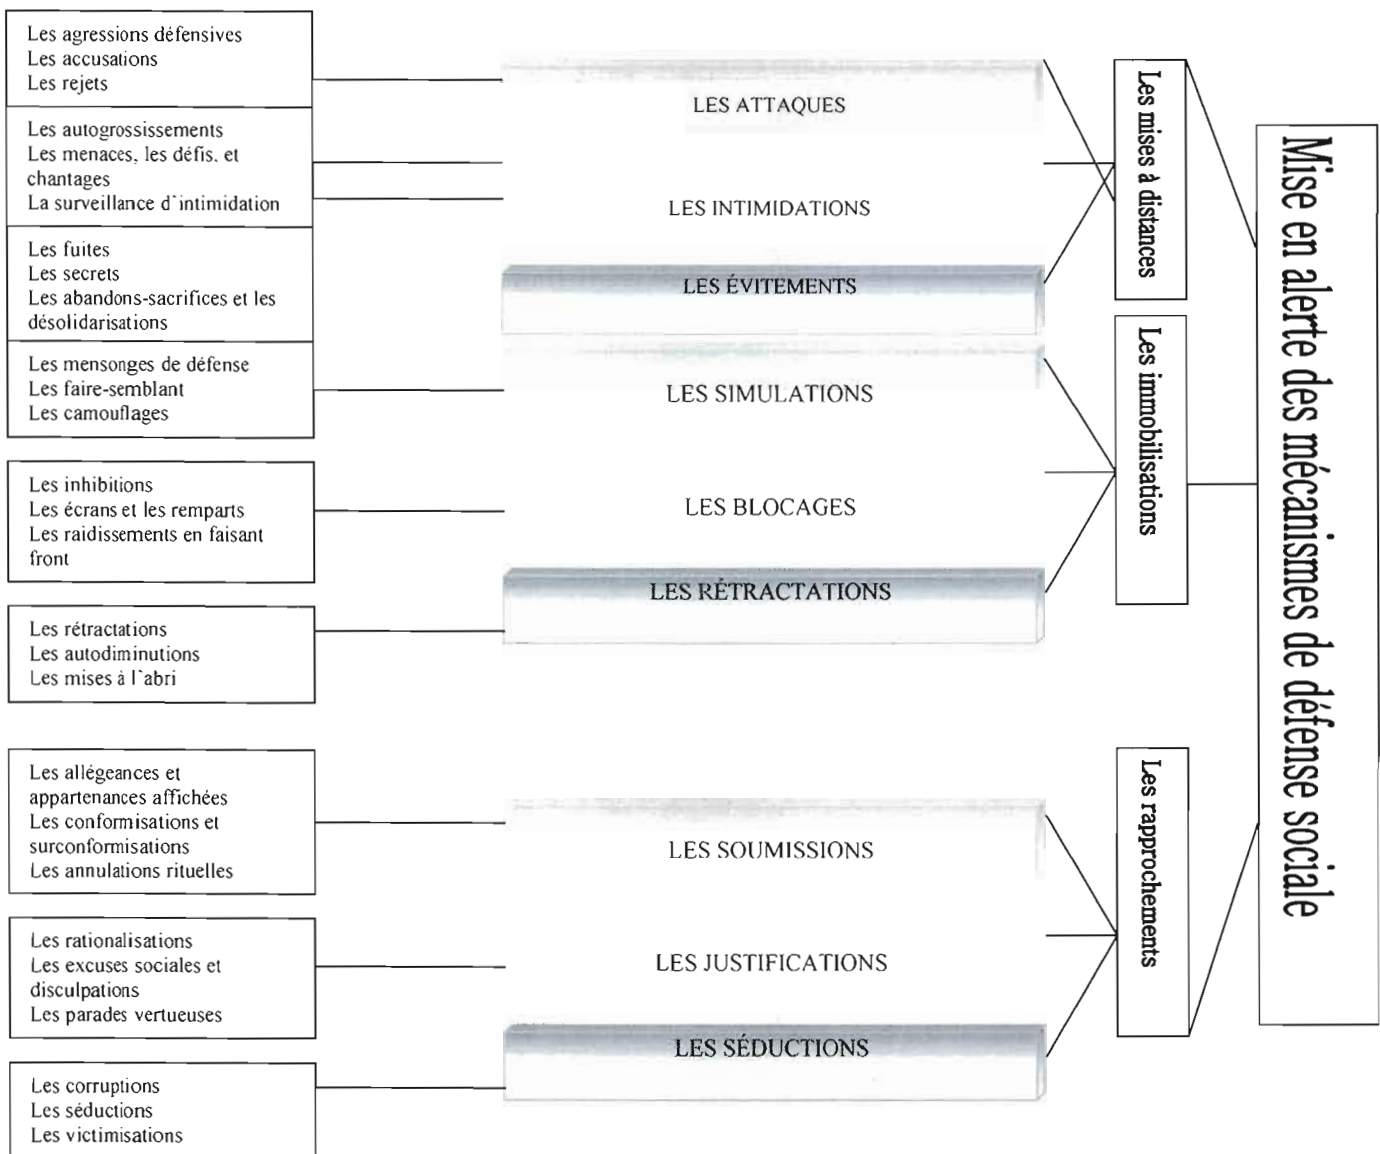 Les agressions défensives
Les accusations
Les rejets
Les autogrossissements
Les menaces, les défis, et
chantages
La surveillance d`intimidation
Les fuites
Les secrets
Les abandons-sacrifices et les
désolidarisations
Les mensonges de défense
Les faire-semblant
Les camouflages
Les inhibitions
Les écrans et les remparts
Les raidissements en faisant
front
Les rétractations
Les autodiminutions
Les mises à l`abri
Les allégeances et
appartenances affichées
Les conformisations et
surconformisations
Les annulations rituelles
Les rationalisations
Les excuses sociales et
disculpations
Les parades vertueuses
Les corruptions
Les séductions
Les victimisations
LES ATTAQUES
LES INTIMIDATIONS
LES ÉVITEMENTS
LES SIMULATIONS
LES BLOCAGES
LES RÉTRACTATIONS
LES SOUMISSIONS
LES JUSTIFICATIONS
LES SÉDUCTIONS
Les mises à distances
Les immobilisations
Les rapprochements
Mise en alerte des mécanismes de défense sociale